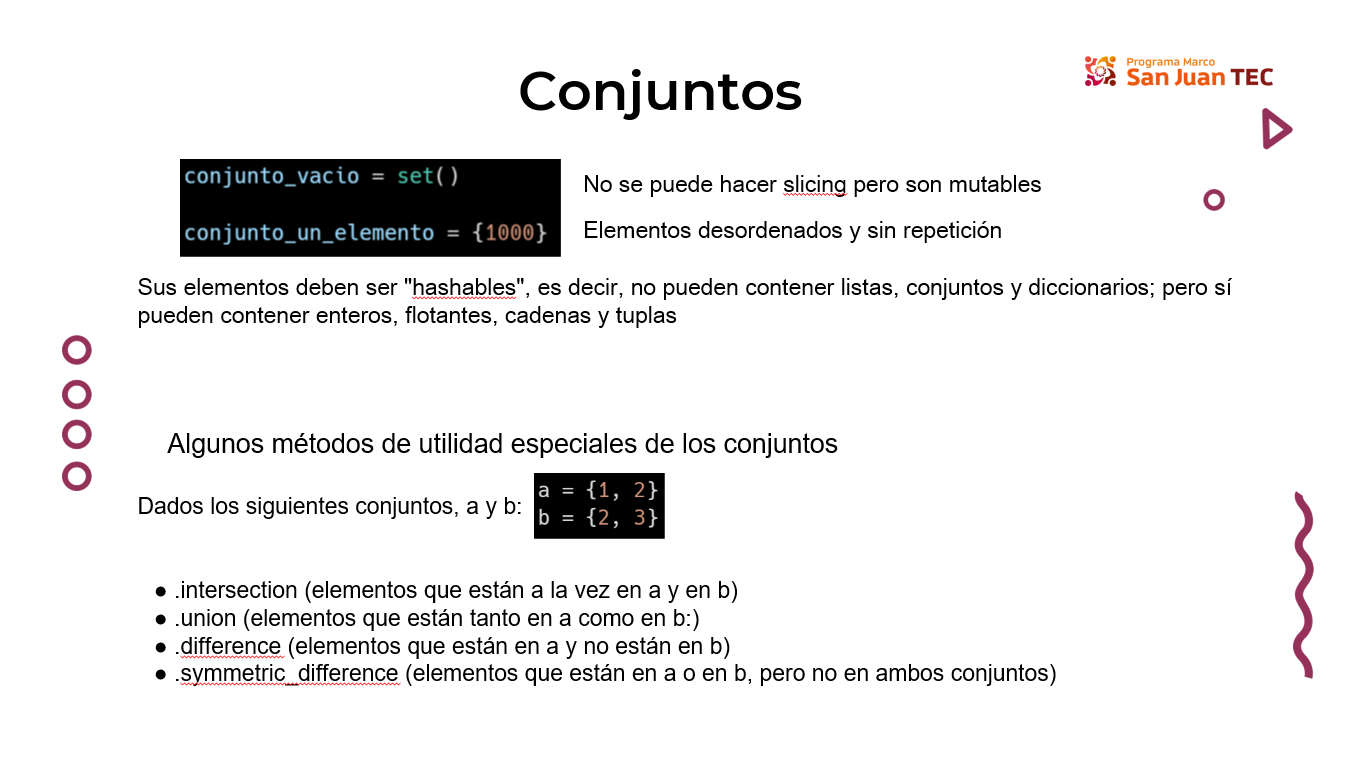 Conjuntos
Programa Marco
San Juan TEC
conjunto_vacio = set()
conjunto_un_elemento = {1000}
No se puede hacer slicing pero son mutables
Elementos desordenados y sin repetición
Sus elementos deben ser "hashables", es decir, no pueden contener listas, conjuntos y diccionarios; pero sí
pueden contener enteros, flotantes, cadenas y tuplas
Algunos métodos de utilidad especiales de los conjuntos
Dados los siguientes conjuntos, a y b:
a = {1, 2}
b = {2, 3}
● .intersection (elementos que están a la vez en a y en b)
● .union (elementos que están tanto en a como en b:)
● .difference (elementos que están en a y no están en b)
● .symmetric_difference (elementos que están en a o en b, pero no en ambos conjuntos)